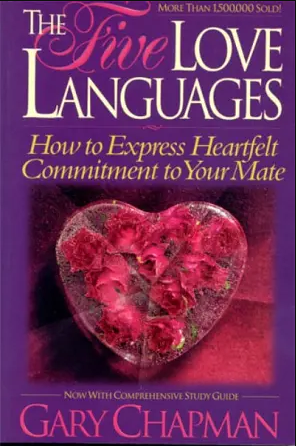 MORE THAN 1,500,000 SOLD!
THE Five LOVE
LANGUAGES
How to Express Heartfelt
Commitment to Your Mate
NOW WITH COMPREHENSIVE STUDY GUIDE
GARY CHAPMAN